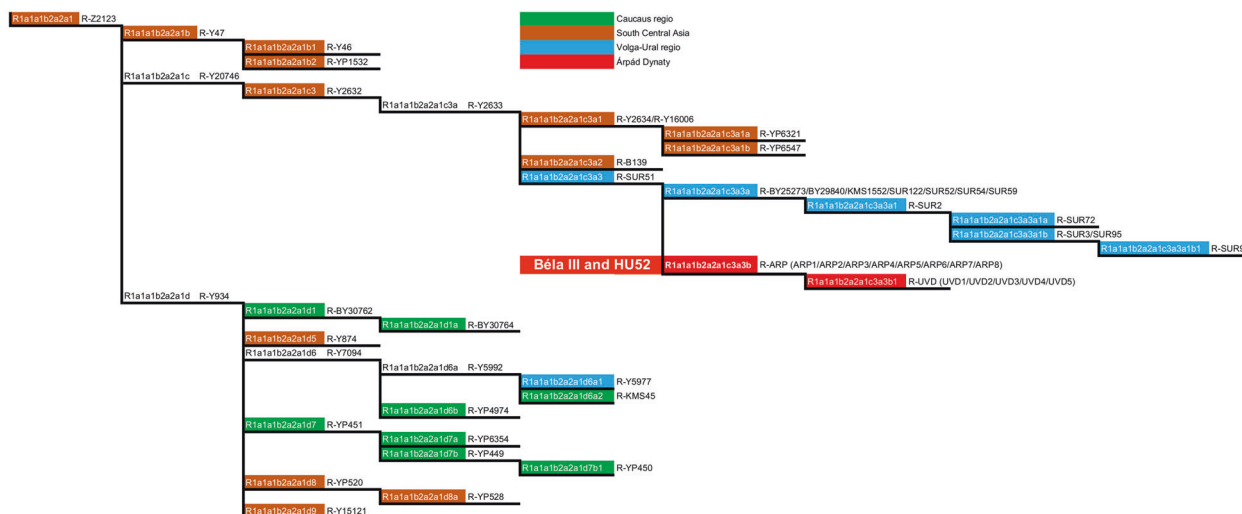 R1a1a1b2a2a1 R-Z2123
Caucaus regio
R1a1a1b2a2a1b R-Y47
South Central Asia
R1a1a1b2a2a1b1 R-Y46
Volga-Ural regio
R1a1a1b2a2a1b2 R-YP1532
Árpád Dynaty
R1a1a1b2a2a1c R-Y20746
R1a1a1b2a2a1c3 R-Y2632
R1a1a1b2a2a1c3a R-Y2633
R1a1a1b2a2a1c3a1 R-Y2634/R-Y16006
R1a1a1b2a2a1c3a1a R-YP6321
R1a1a1b2a2a1c3a1b R-YP6547
R1a1a1b2a2a1c3a2 R-B139
R1a1a1b2a2a1c3a3 R-SUR51
R1a1a1b2a2a1c3a3a R-BY25273/BY29840/KMS1552/SUR122/SUR52/SUR54/SUR59
R1a1a1b2a2a1c3a3a1 R-SUR2
R1a1a1b2a2a1c3a3a1a R-SUR72
R1a1a1b2a2a1c3a3a1b R-SUR3/SUR95
R1a1a1b2a2a1c3a3a1b1 R-SUR9
Béla III and HU52 R1a1a1b2a2a1c3a3b R-ARP (ARP1/ARP2/ARP3/ARP4/ARP5/ARP6/ARP7/ARP8)
R1a1a1b2a2a1c3a3b1 R-UVD (UVD1/UVD2/UVD3/UVD4/UVD5)
R1a1a1b2a2a1d R-Y934
R1a1a1b2a2a1d1 R-BY30762
R1a1a1b2a2a1d1a R-BY30764
R1a1a1b2a2a1d5 R-Y874
R1a1a1b2a2a1d6 R-Y7094
R1a1a1b2a2a1d6a R-Y5992
R1a1a1b2a2a1d6a1 R-Y5977
R1a1a1b2a2a1d6a2 R-KMS45
R1a1a1b2a2a1d6b R-YP4974
R1a1a1b2a2a1d7 R-YP451
R1a1a1b2a2a1d7a R-YP6354
R1a1a1b2a2a1d7b R-YP449
R1a1a1b2a2a1d7b1 R-YP450
R1a1a1b2a2a1d8 R-YP520
R1a1a1b2a2a1d8a R-YP528
R1a1a1b2a2a1d9 R-Y15121